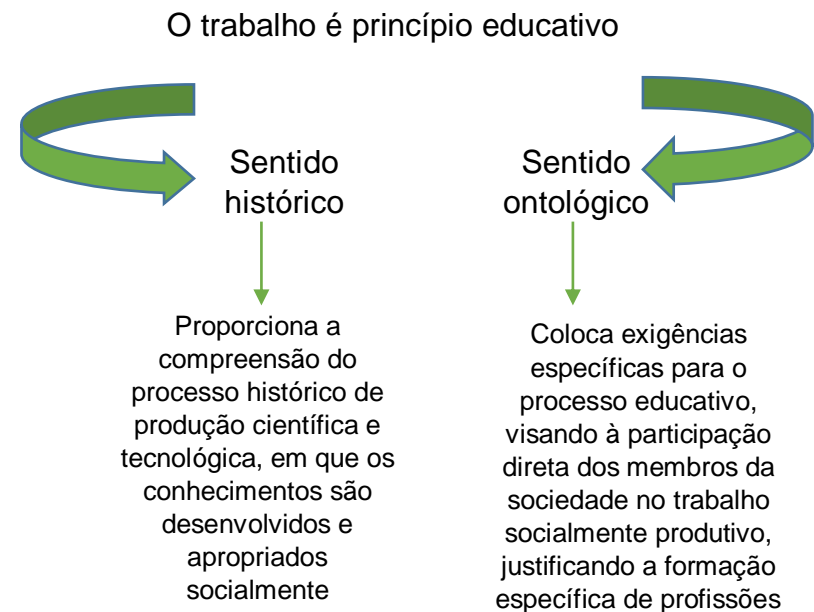 O trabalho é princípio educativo
Sentido
histórico
Proporciona a
compreensão do
processo histórico de
produção científica e
tecnológica, em que os
conhecimentos são
desenvolvidos e
apropriados
socialmente
Sentido
ontológico
Coloca exigências
específicas para o
processo educativo,
visando à participação
direta dos membros da
sociedade no trabalho
socialmente produtivo,
justificando a formação
específica de profissões